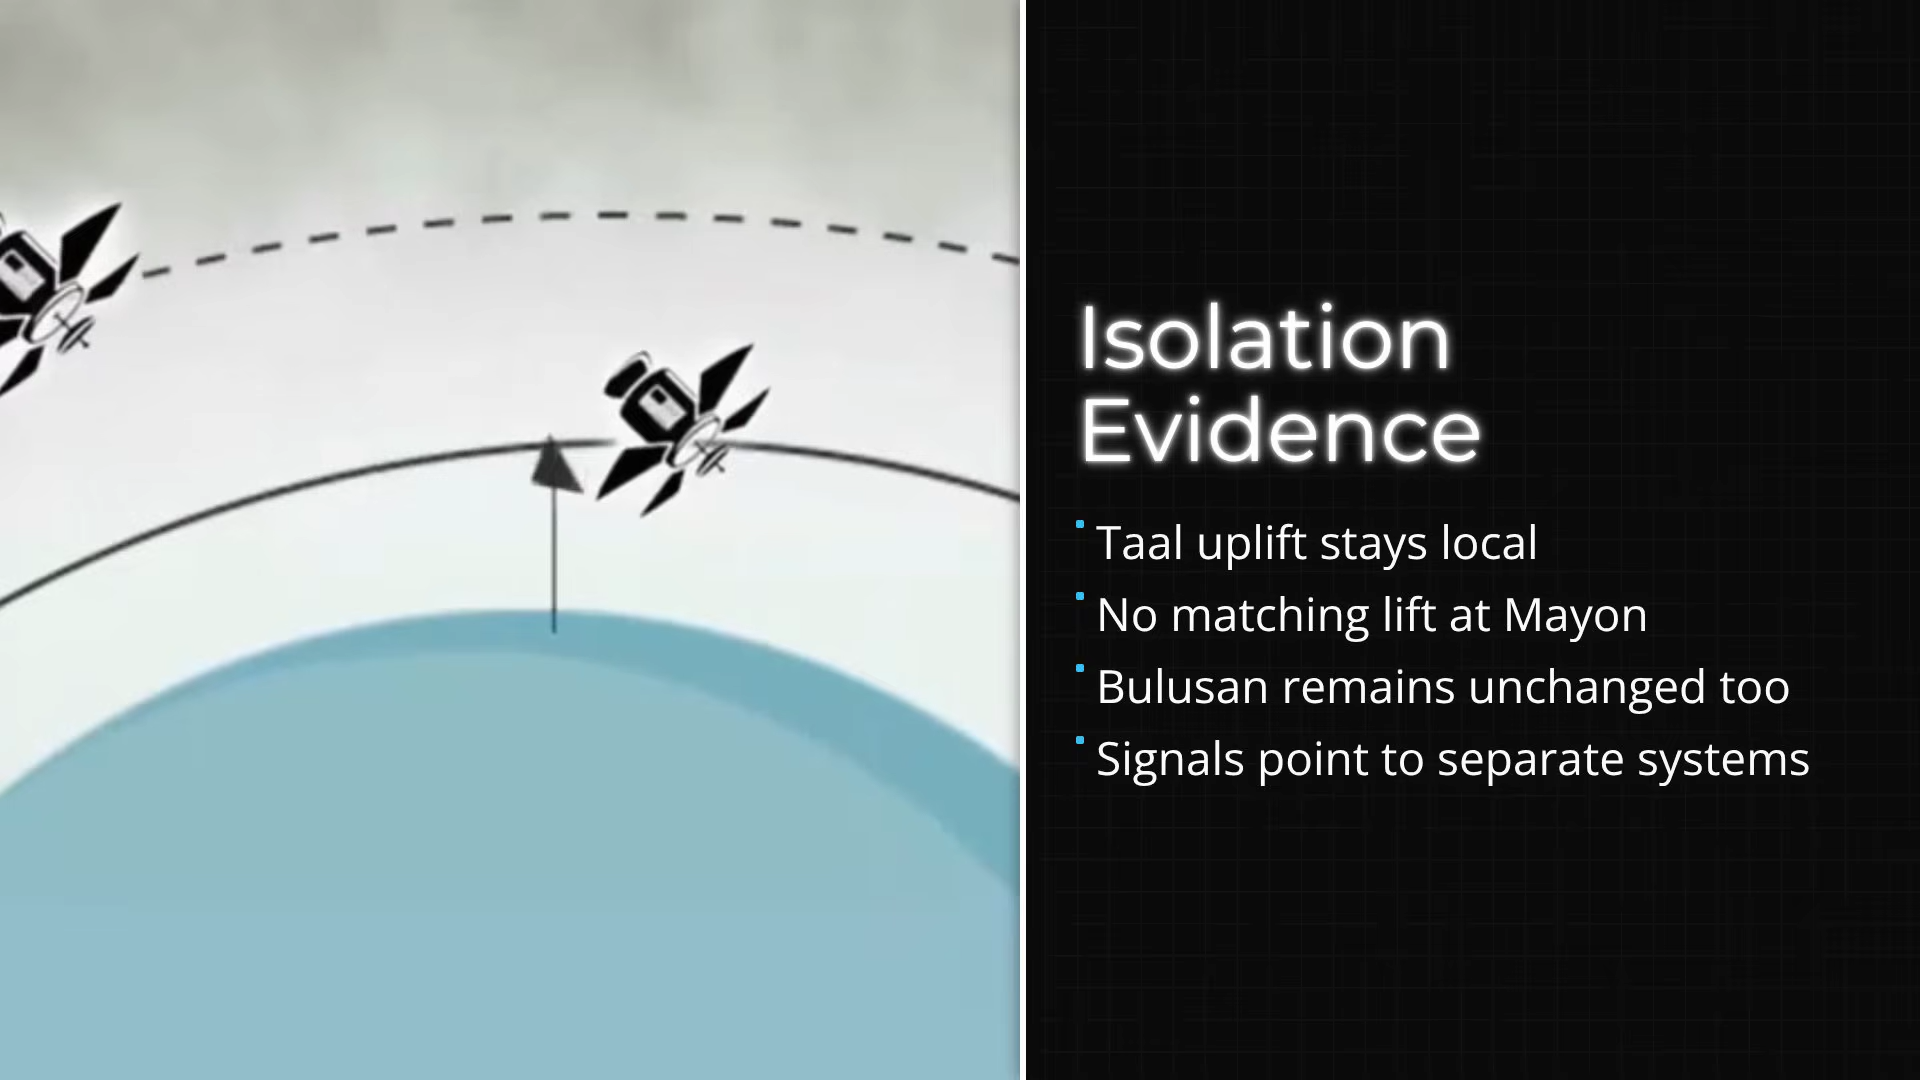 Isolation
Evidence
Taal uplift stays local
No matching lift at Mayon
Bulusan remains unchanged too
Signals point to separate systems